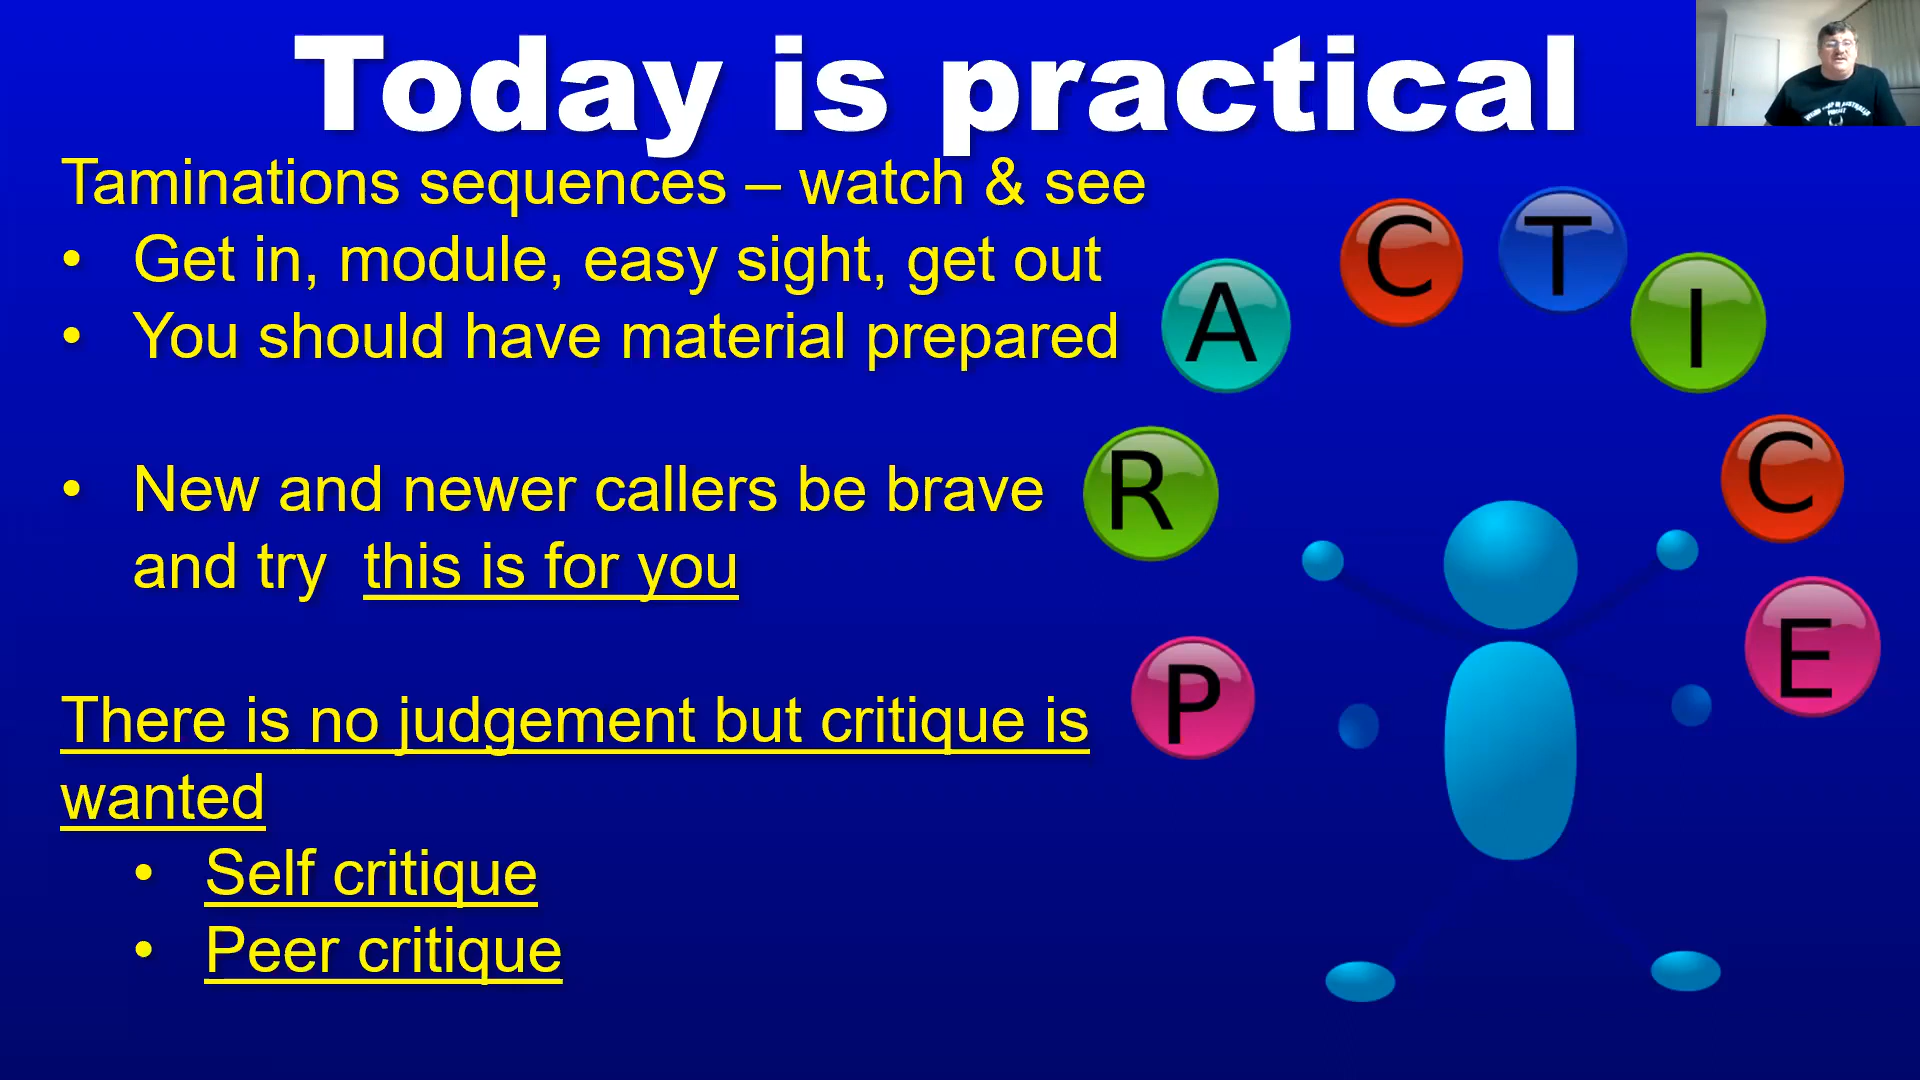 Today is practical
Taminations sequences – watch & see
• Get in, module, easy sight, get out
• You should have material prepared
• New and newer callers be brave
and try this is for you
There is no judgement but critique is
wanted
• Self critique
• Peer critique
P R A C T I C E